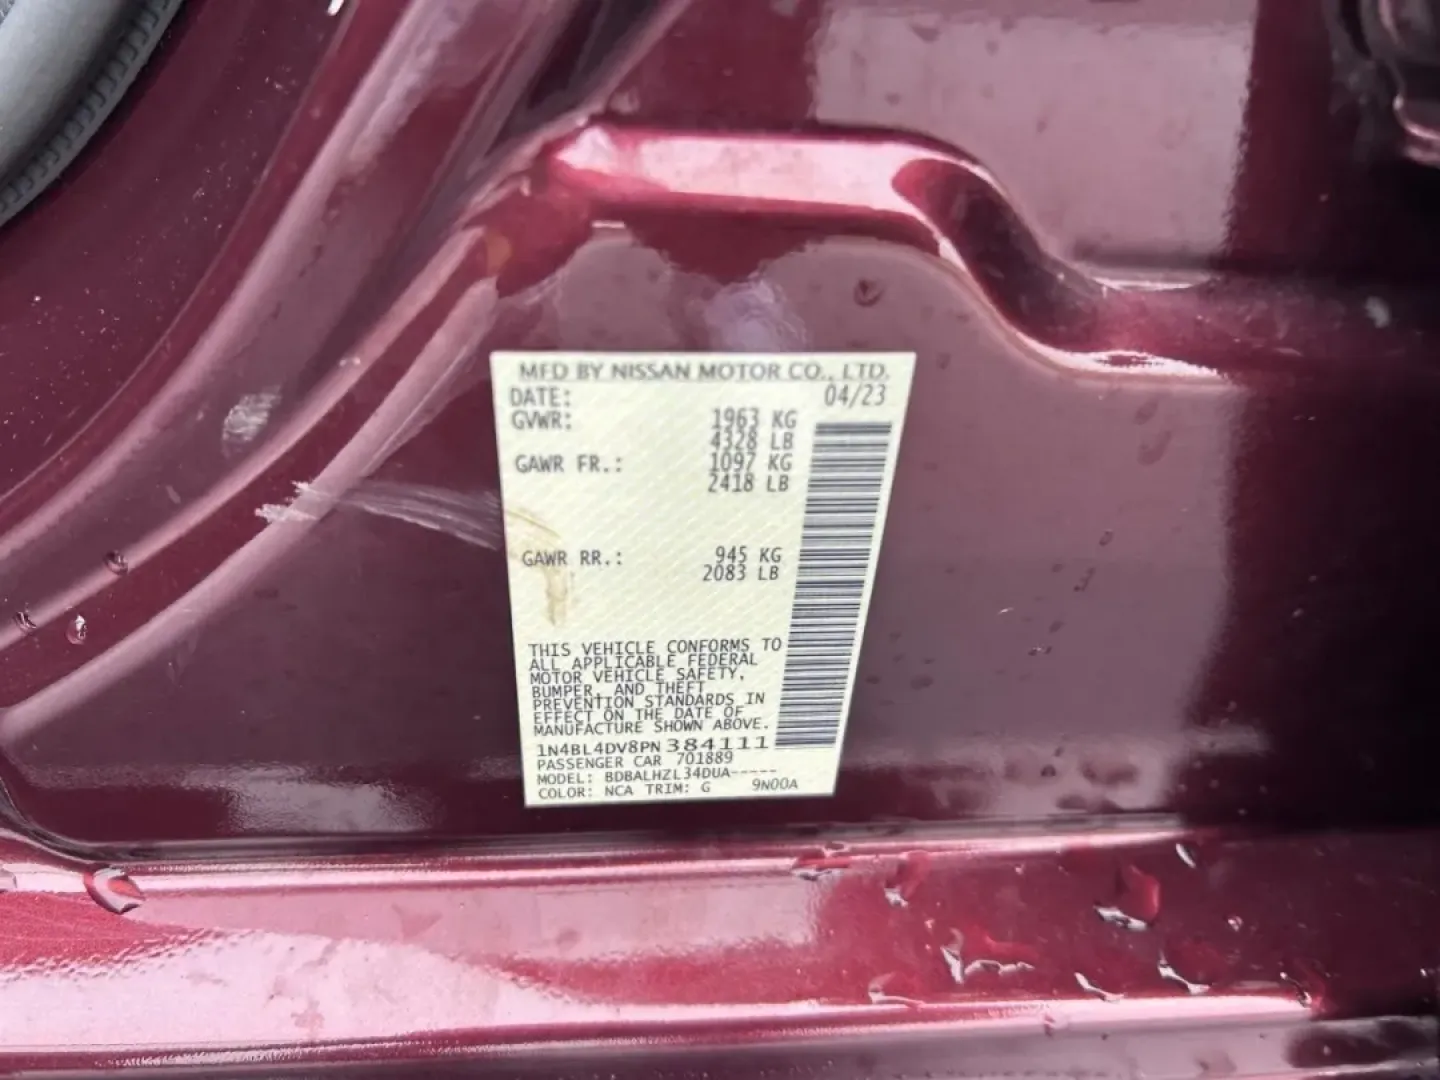 MFD BY NISSAN MOTOR CO., LTD.
DATE: 04/23
GVWR: 1963 KG
4328 LB
GAWR FR.: 1097 KG
2418 LB
GAWR RR.: 945 KG
2083 LB
THIS VEHICLE CONFORMS TO
ALL APPLICABLE FEDERAL
MOTOR VEHICLE SAFETY,
BUMPER, AND THEFT
PREVENTION STANDARDS IN
EFFECT ON THE DATE OF
MANUFACTURE SHOWN ABOVE.
1N4BL4DV8PN384111
PASSENGER CAR 701889
MODEL: BDBALHZL34DUA-----
COLOR: NCA TRIM: G 9N00A